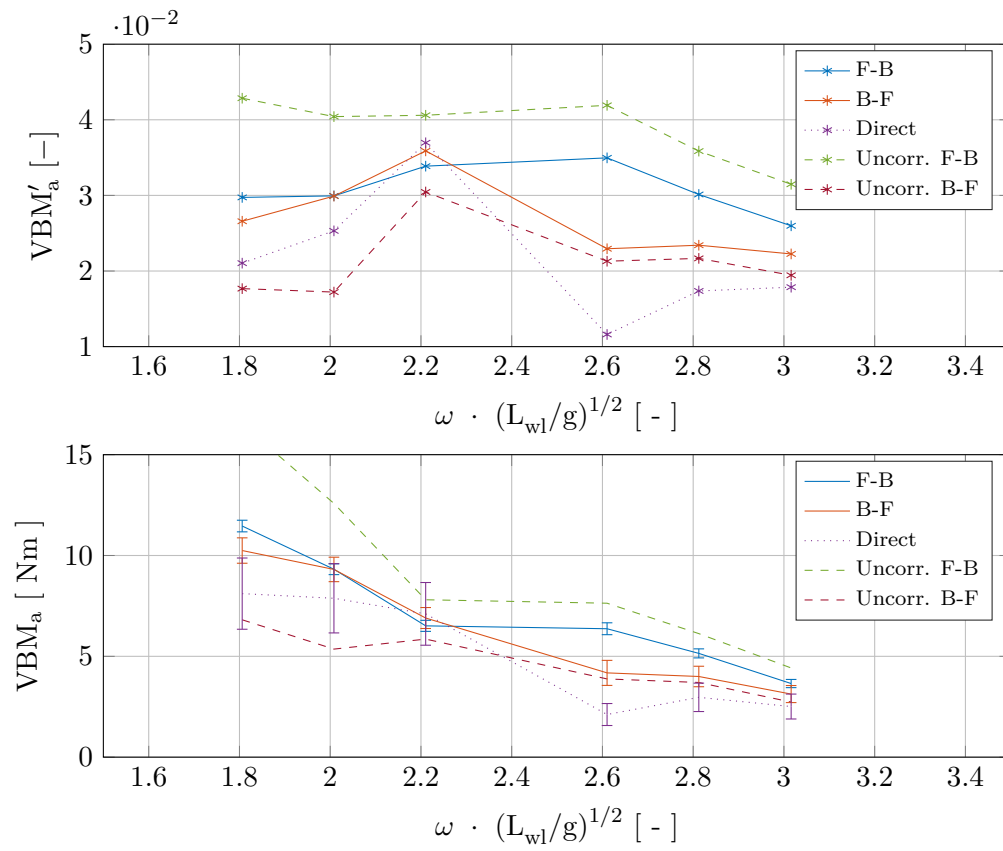 ·10⁻²
5
4
3
2
1
VBM′ₐ [−]
F-B
B-F
Direct
Uncorr. F-B
Uncorr. B-F
1.6 1.8 2 2.2 2.4 2.6 2.8 3 3.2 3.4
ω · (L_wl/g)^1/2 [ - ]
15
10
5
0
VBMₐ [ Nm ]
F-B
B-F
Direct
Uncorr. F-B
Uncorr. B-F
1.6 1.8 2 2.2 2.4 2.6 2.8 3 3.2 3.4
ω · (L_wl/g)^1/2 [ - ]